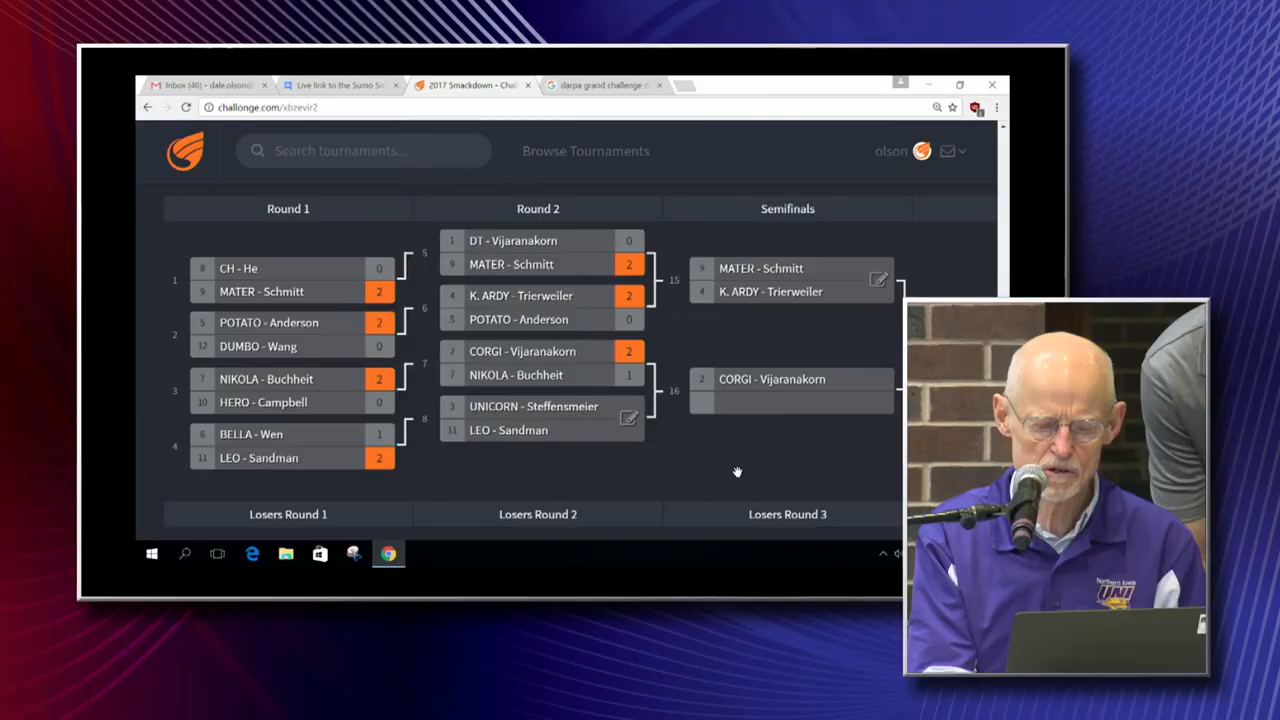 Inbox (46) - dale.olson@
Live link to the Sumo Sm
2017 Smackdown - Chal
darpa grand challenge d
challonge.com/xbzevir2
Search tournaments...
Browse Tournaments
olson
Round 1
Round 2
Semifinals
1
8 CH - He 0
9 MATER - Schmitt 2
2
5 POTATO - Anderson 2
12 DUMBO - Wang 0
3
7 NIKOLA - Buchheit 2
10 HERO - Campbell 0
4
6 BELLA - Wen 1
11 LEO - Sandman 2
5
1 DT - Vijaranakorn 0
9 MATER - Schmitt 2
6
4 K. ARDY - Trierweiler 2
5 POTATO - Anderson 0
7
2 CORGI - Vijaranakorn 2
7 NIKOLA - Buchheit 1
8
3 UNICORN - Steffensmeier
11 LEO - Sandman
15
9 MATER - Schmitt
4 K. ARDY - Trierweiler
16
2 CORGI - Vijaranakorn
Losers Round 1
Losers Round 2
Losers Round 3
Northern Iowa
UNI